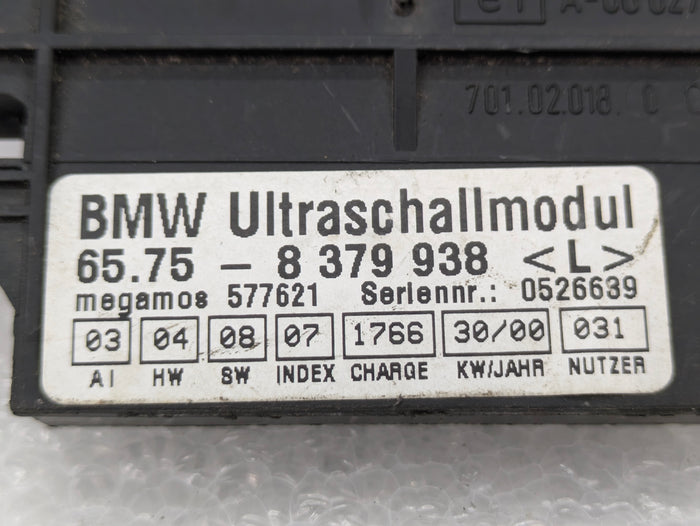 701.02.018.
BMW Ultraschallmodul
65.75 - 8 379 938 <L>
megamos 577621 Seriennr.: 0526639
03 04 08 07 1766 30/00 031
AI HW SW INDEX CHARGE KW/JAHR NUTZER